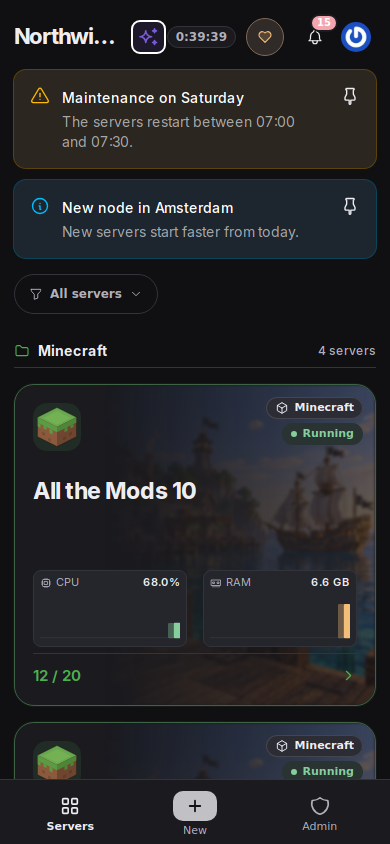 Northwi...
0:39:39
15
Maintenance on Saturday
The servers restart between 07:00
and 07:30.
New node in Amsterdam
New servers start faster from today.
All servers
Minecraft
4 servers
Minecraft
Running
All the Mods 10
CPU
68.0%
RAM
6.6 GB
12 / 20
Minecraft
Running
Servers
New
Admin